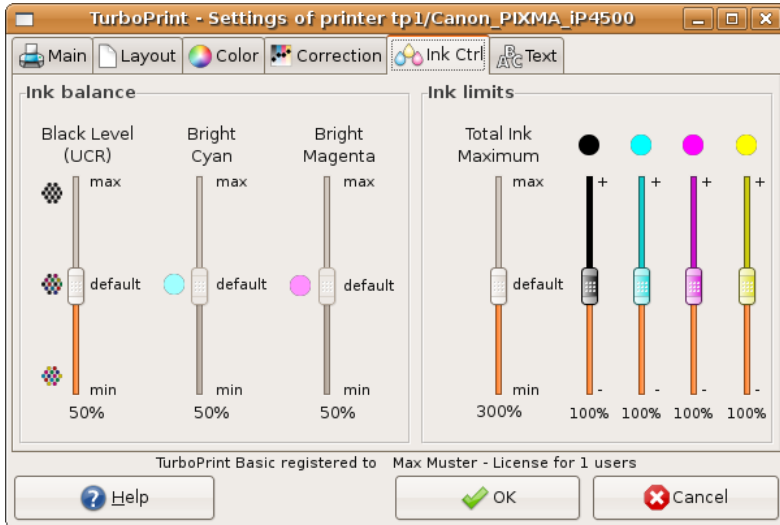 TurboPrint - Settings of printer tp1/Canon_PIXMA_iP4500
Main Layout Color Correction Ink Ctrl ABC Text
Ink balance
Black Level (UCR)
max
default
min
50%
Bright Cyan
max
default
min
50%
Bright Magenta
max
default
min
50%
Ink limits
Total Ink Maximum
max
default
min
300%
+ + + +
- - - -
100% 100% 100% 100%
TurboPrint Basic registered to Max Muster - License for 1 users
Help OK Cancel